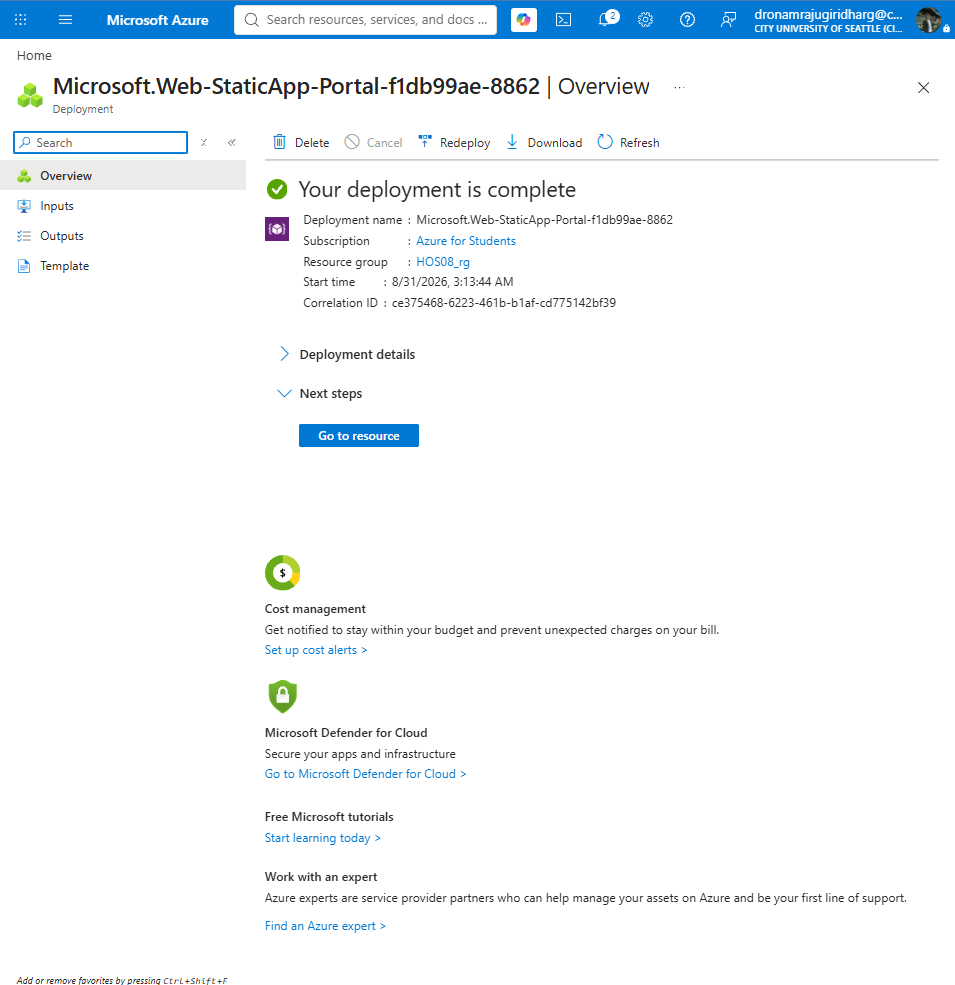 Microsoft Azure
Search resources, services, and docs ...
2
dronamrajugiridharg@c...
CITY UNIVERSITY OF SEATTLE (CI...
Home
Microsoft.Web-StaticApp-Portal-f1db99ae-8862 | Overview ...
Deployment
Search
Delete Cancel Redeploy Download Refresh
Overview
Inputs
Outputs
Template
Your deployment is complete
Deployment name : Microsoft.Web-StaticApp-Portal-f1db99ae-8862
Subscription : Azure for Students
Resource group : HOS08_rg
Start time : 8/31/2026, 3:13:44 AM
Correlation ID : ce375468-6223-461b-b1af-cd775142bf39
Deployment details
Next steps
Go to resource
$
Cost management
Get notified to stay within your budget and prevent unexpected charges on your bill.
Set up cost alerts >
Microsoft Defender for Cloud
Secure your apps and infrastructure
Go to Microsoft Defender for Cloud >
Free Microsoft tutorials
Start learning today >
Work with an expert
Azure experts are service provider partners who can help manage your assets on Azure and be your first line of support.
Find an Azure expert >
Add or remove favorites by pressing Ctrl+Shift+F